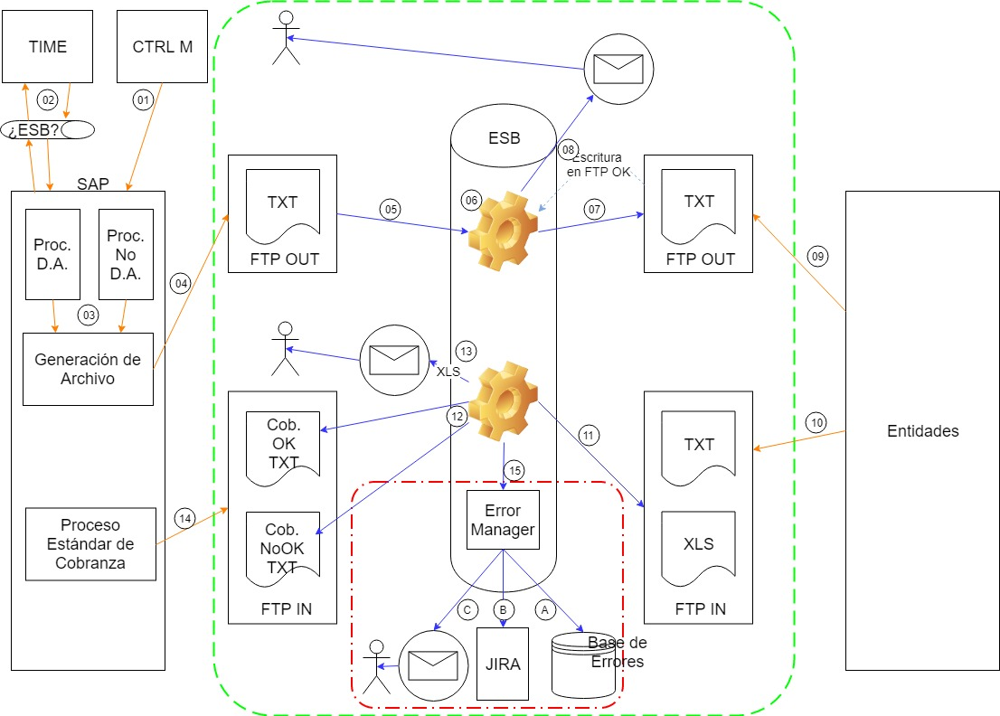 TIME
CTRL M
02
01
¿ESB?
ESB
08
Escritura
en FTP OK
SAP
TXT
05
06
07
TXT
Proc.
D.A.
Proc.
No
D.A.
FTP OUT
FTP OUT
09
04
03
Generación de
Archivo
13
XLS
Cob.
OK
TXT
12
11
TXT
10
Entidades
15
Proceso
Estándar de
Cobranza
14
Cob.
NoOK
TXT
Error
Manager
XLS
FTP IN
C
B
A
FTP IN
JIRA
Base de
Errores